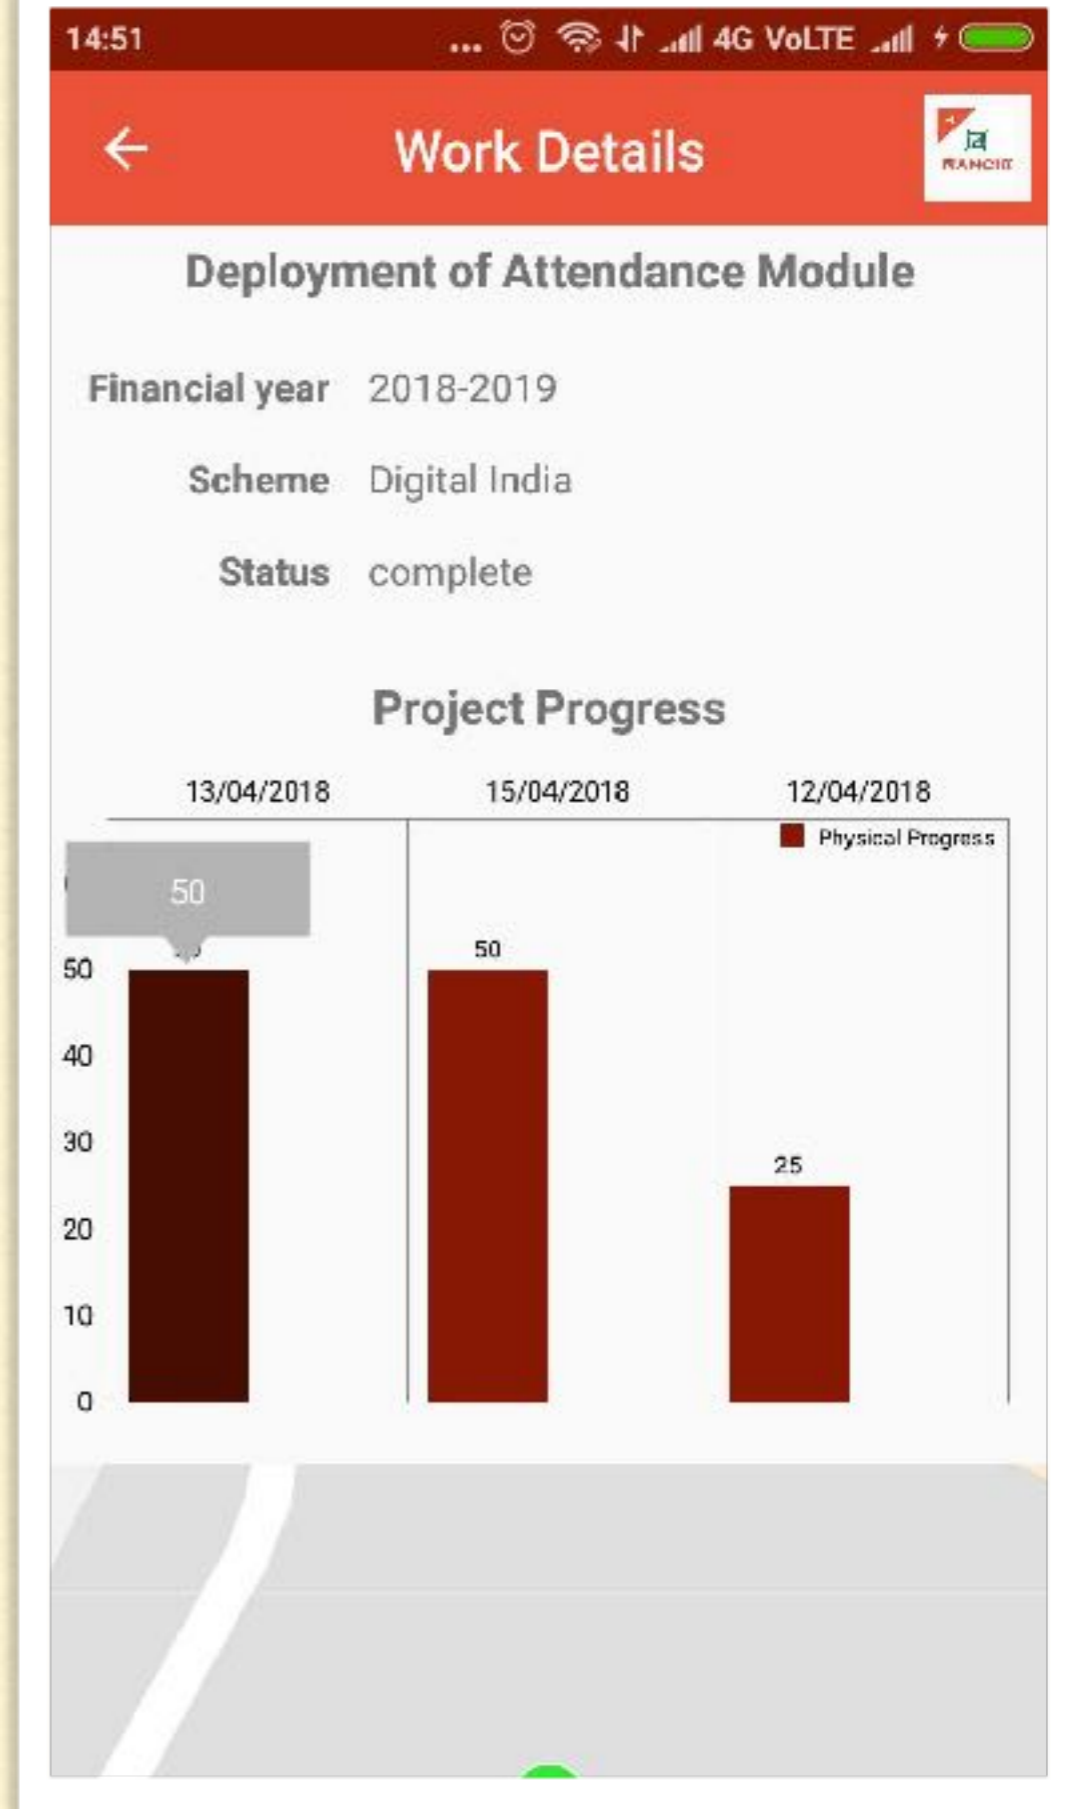 14:51 ... 4G VoLTE
Work Details
RANCHI
Deployment of Attendance Module
Financial year 2018-2019
Scheme Digital India
Status complete
Project Progress
13/04/2018 15/04/2018 12/04/2018
Physical Progress
50
50
50
40
30
25
20
10
0